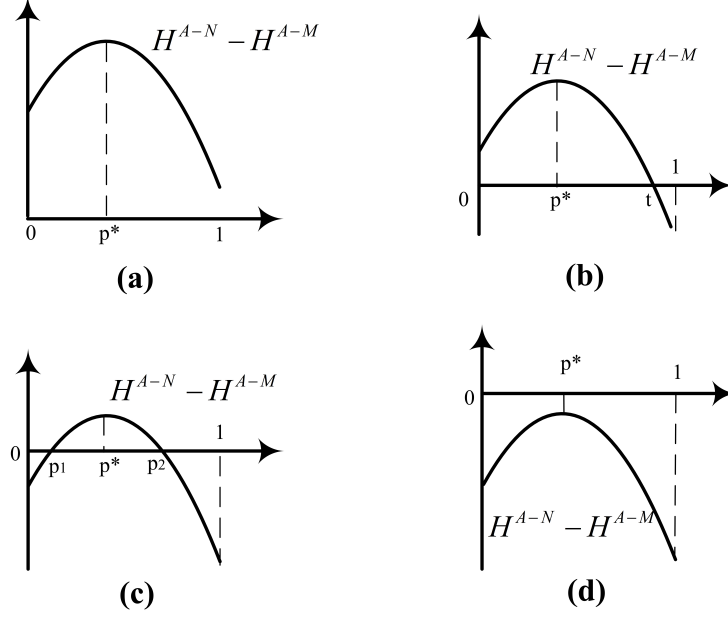 H^{A-N} - H^{A-M}
0 p* 1
(a)
H^{A-N} - H^{A-M}
1
0 p* t
(b)
H^{A-N} - H^{A-M}
1
0
p1 p* p2
(c)
p* 1
0
H^{A-N} - H^{A-M}
(d)